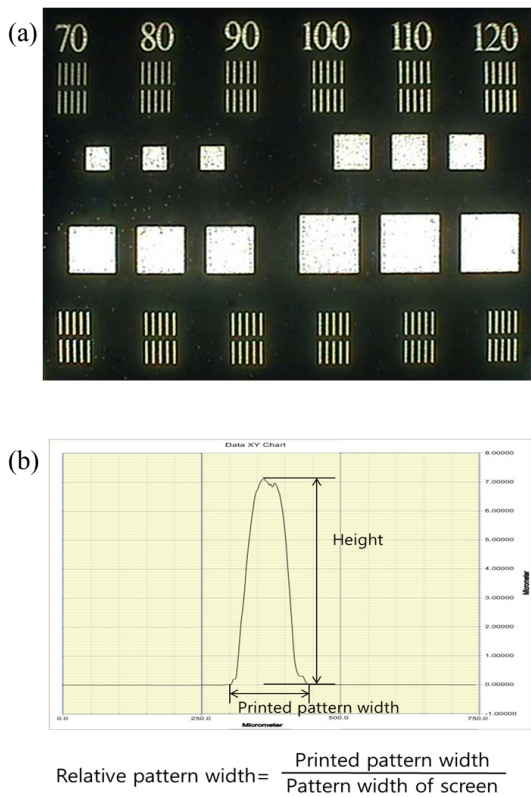 (a)
70 80 90 100 110 120
(b)
Data XY Chart
8.00000
7.00000
6.00000
5.00000
4.00000
3.00000
2.00000
1.00000
0.00000
-1.00000
Micrometer
Height
Printed pattern width
0.0 250.0 500.0 750.0
Micrometer
Relative pattern width= Printed pattern width
Pattern width of screen